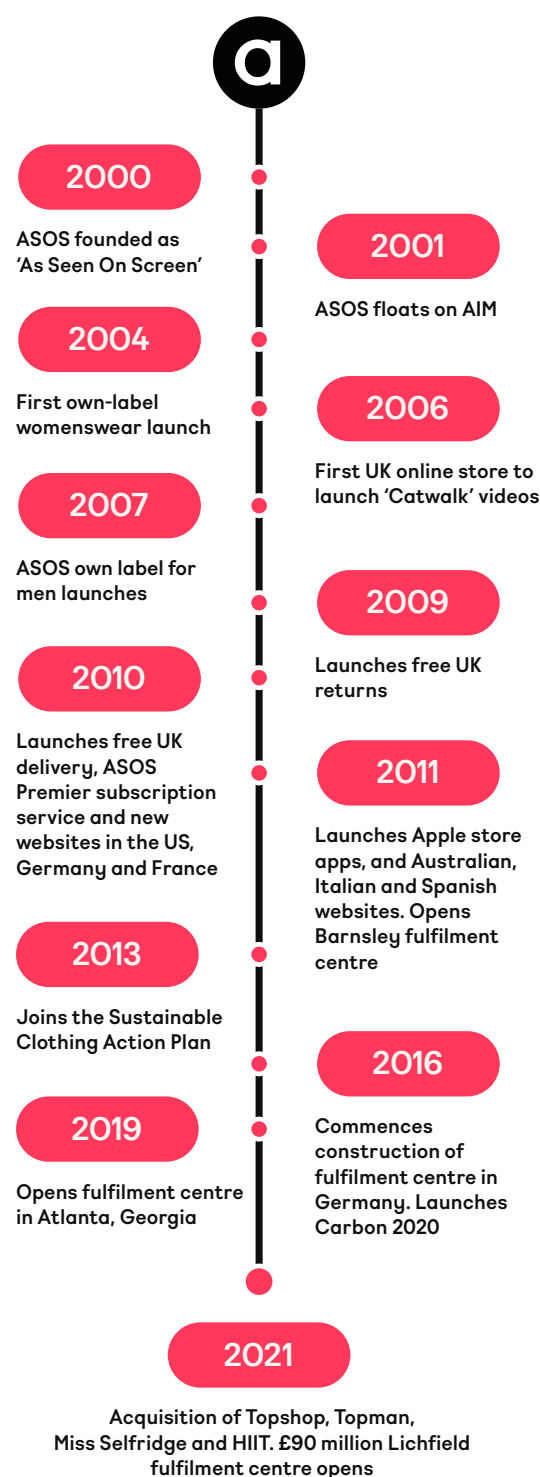 a
2000
ASOS founded as
‘As Seen On Screen’
2001
ASOS floats on AIM
2004
First own-label
womenswear launch
2006
First UK online store to
launch ‘Catwalk’ videos
2007
ASOS own label for
men launches
2009
Launches free UK
returns
2010
Launches free UK
delivery, ASOS
Premier subscription
service and new
websites in the US,
Germany and France
2011
Launches Apple store
apps, and Australian,
Italian and Spanish
websites. Opens
Barnsley fulfilment
centre
2013
Joins the Sustainable
Clothing Action Plan
2016
Commences
construction of
fulfilment centre in
Germany. Launches
Carbon 2020
2019
Opens fulfilment centre
in Atlanta, Georgia
2021
Acquisition of Topshop, Topman,
Miss Selfridge and HIIT. £90 million Lichfield
fulfilment centre opens